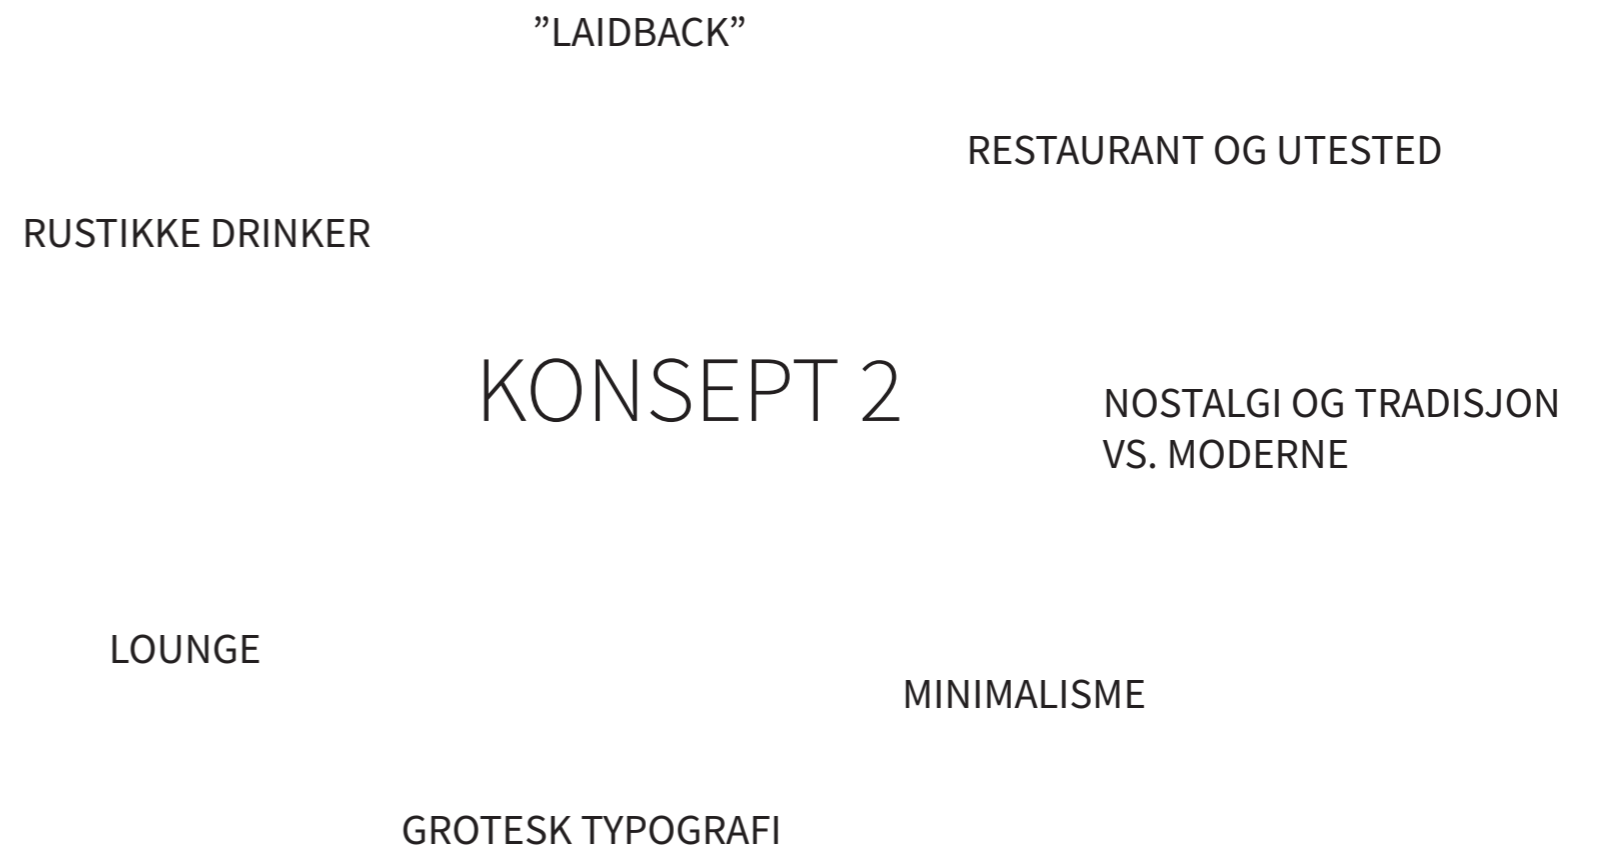 ”LAIDBACK”
RESTAURANT OG UTESTED
RUSTIKKE DRINKER
KONSEPT 2
NOSTALGI OG TRADISJON
VS. MODERNE
LOUNGE
MINIMALISME
GROTESK TYPOGRAFI